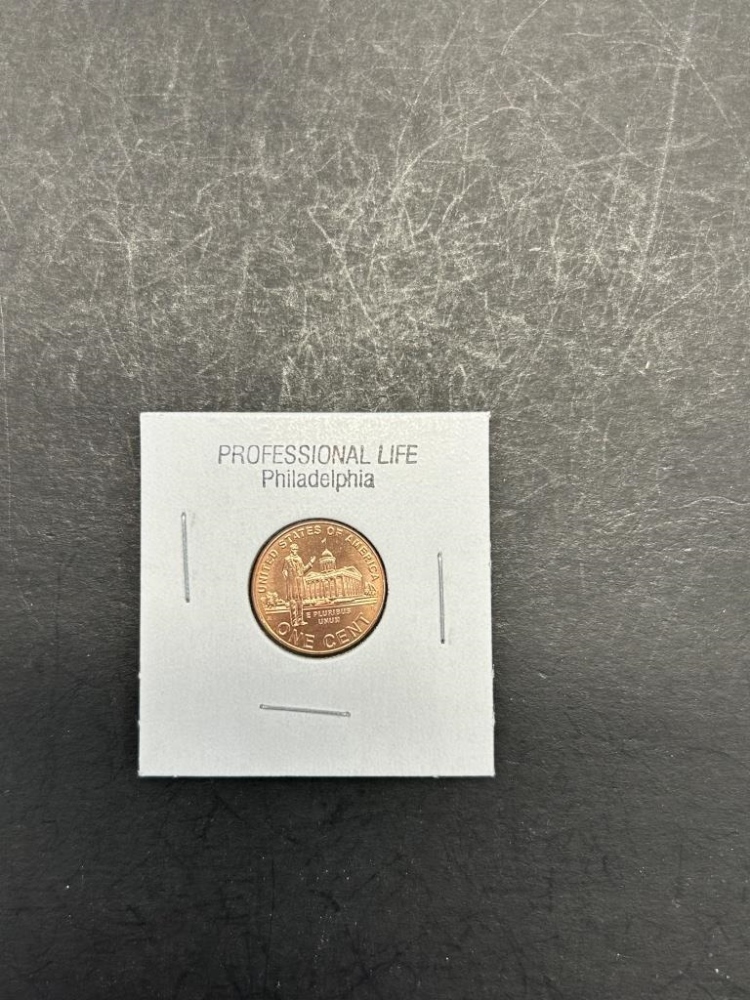 PROFESSIONAL LIFE
Philadelphia
UNITED STATES OF AMERICA
E PLURIBUS
UNUM
ONE CENT